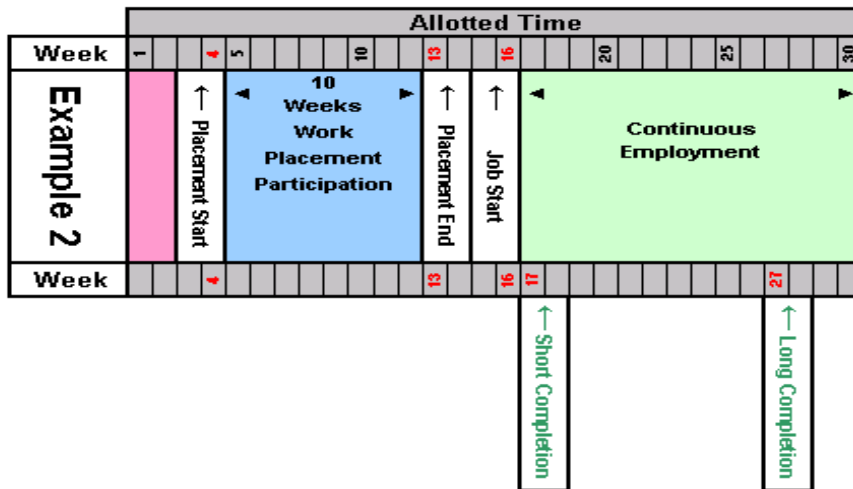 Allotted Time
Week 1 4 5 10 13 16 20 25 30
Example 2
← Placement Start
10
Weeks
Work
Placement
Participation
← Placement End
← Job Start
Continuous
Employment
Week 4 13 16 17 27
← Short Completion
← Long Completion